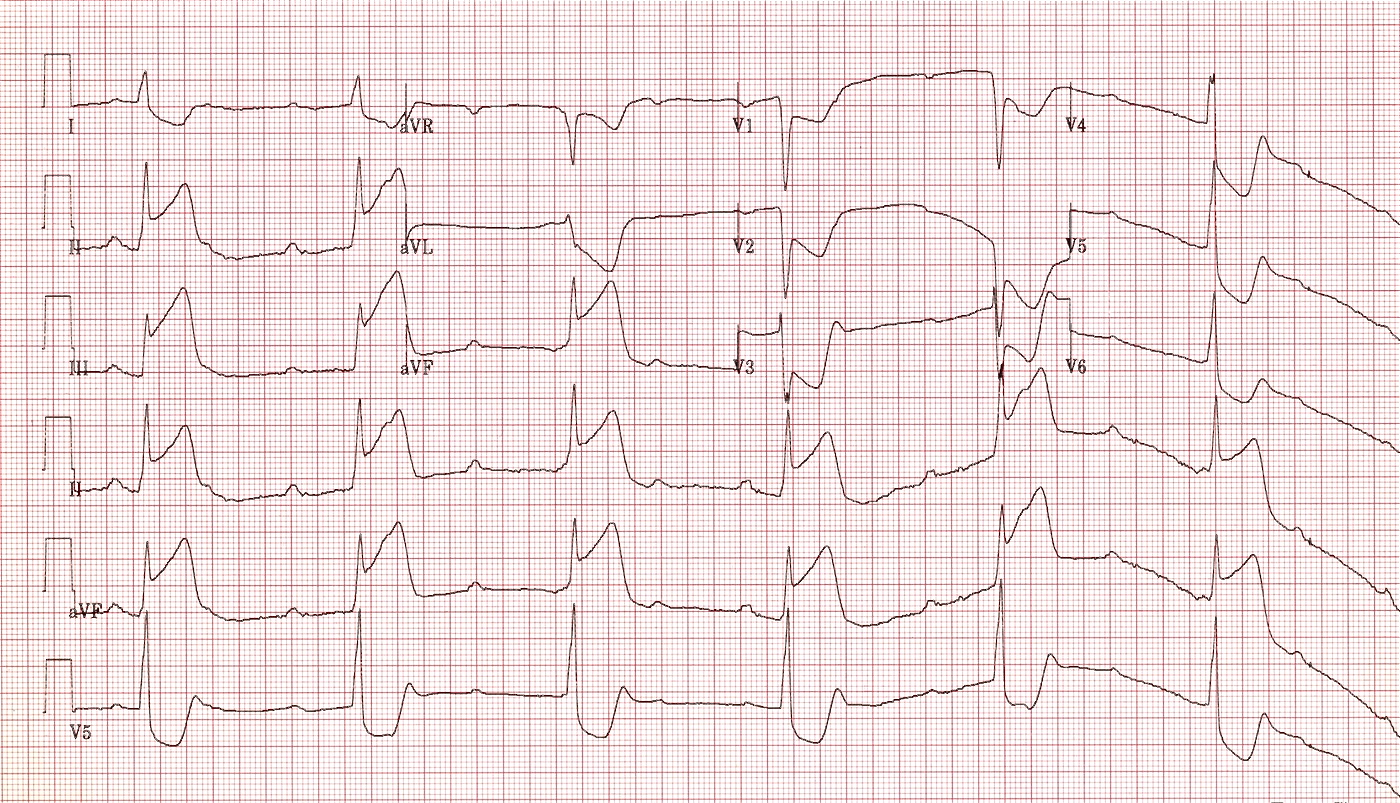 I aVR V1 V4
II aVL V2 V5
III aVF V3 V6
II
aVF
V5